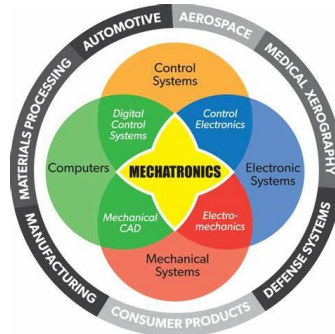 AUTOMOTIVE
AEROSPACE
MEDICAL XEROGRAPHY
DEFENSE SYSTEMS
CONSUMER PRODUCTS
MANUFACTURING
MATERIALS PROCESSING
Control
Systems
Digital
Control
Systems
Control
Electronics
Computers
MECHATRONICS
Electronic
Systems
Mechanical
CAD
Electro-
mechanics
Mechanical
Systems